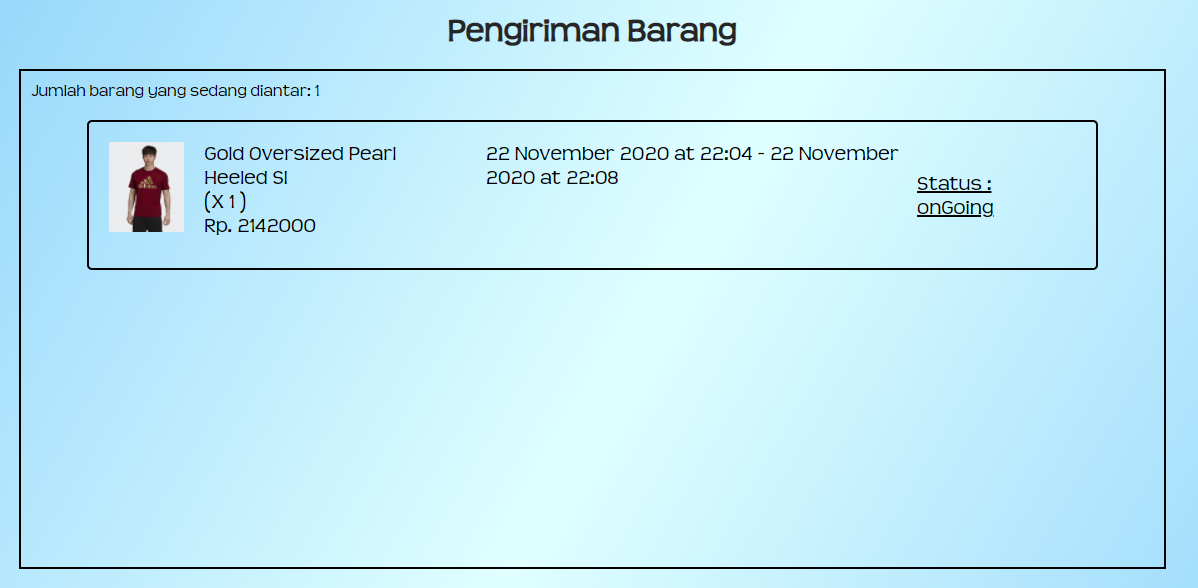 Pengiriman Barang
Jumlah barang yang sedang diantar: 1
Gold Oversized Pearl
Heeled Sl
(X 1 )
Rp. 2142000
22 November 2020 at 22:04 - 22 November
2020 at 22:08
Status :
onGoing